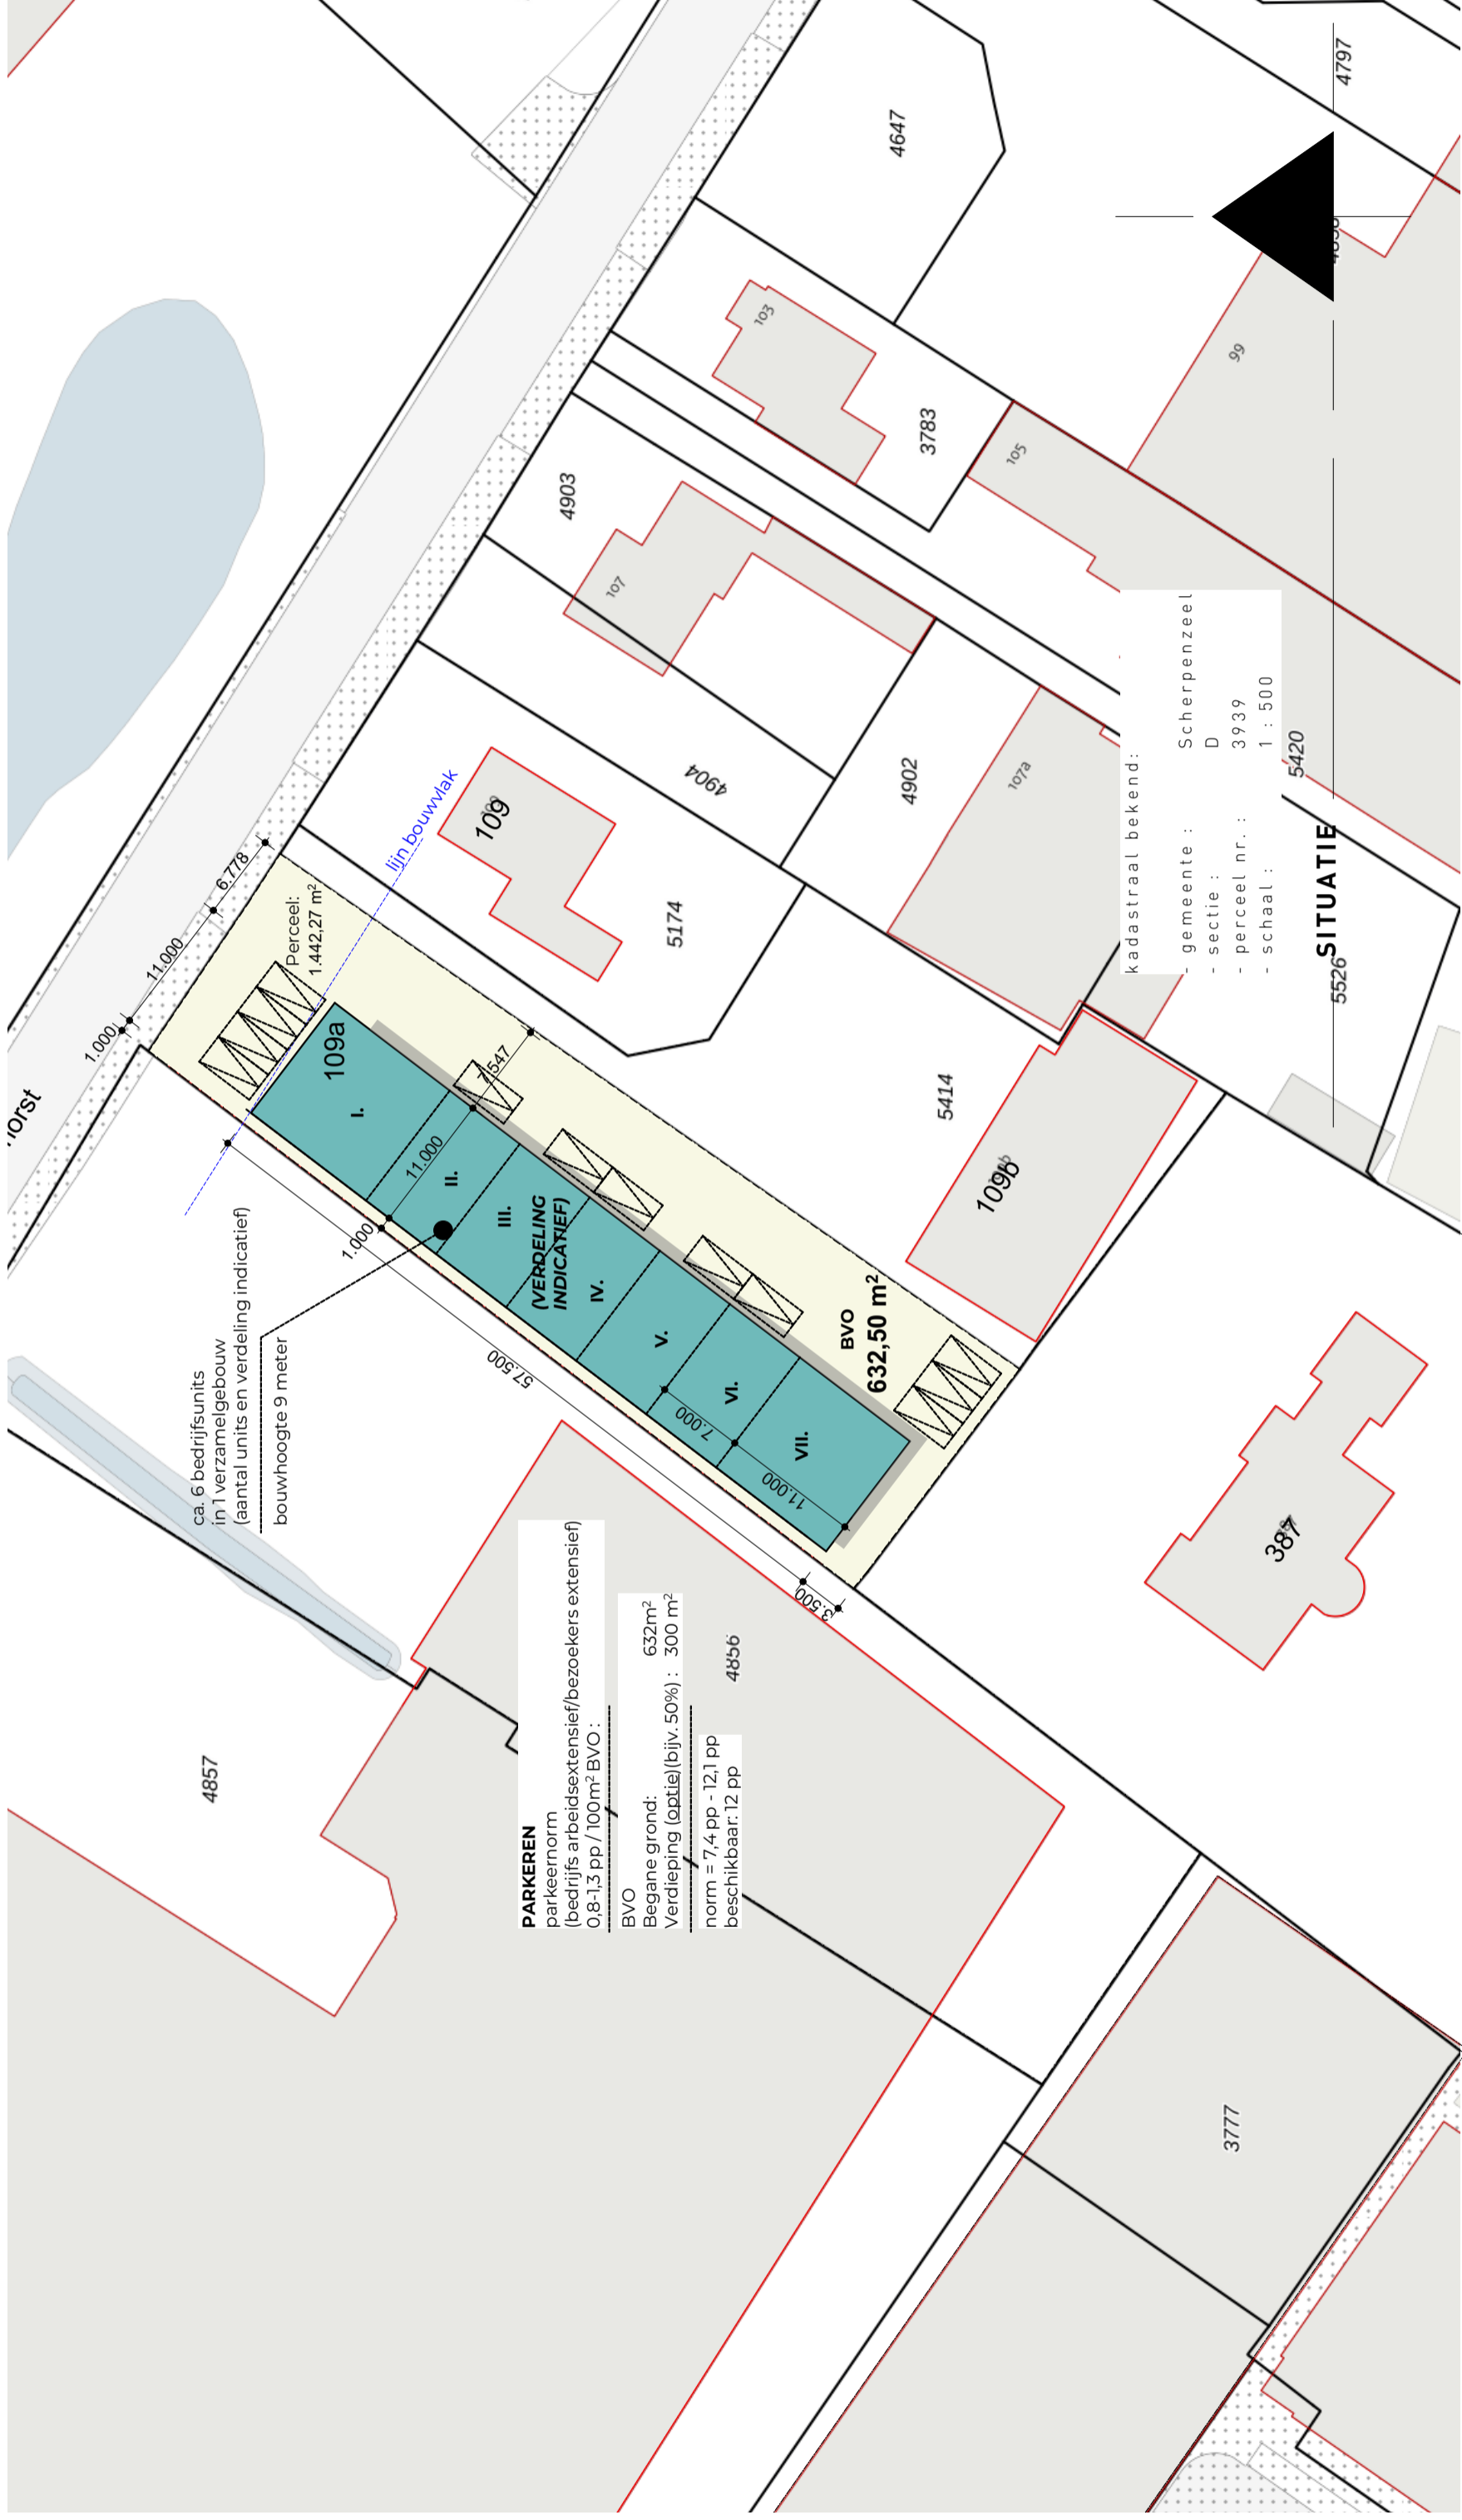 horst
1.000
11.000
6.778
Perceel:
1.442,27 m²
lijn bouwvlak
109a
109
I.
II.
III.
(VERDELING
INDICATIEF)
IV.
V.
VI.
VII.
11.000
7.547
1.000
57.500
7.000
11.000
3.500
BVO
632,50 m²
ca. 6 bedrijfsunits
in 1 verzamelgebouw
(aantal units en verdeling indicatief)
bouwhoogte 9 meter
PARKEREN
parkeernorm
(bedrijfs arbeidsextensief/bezoekers extensief)
0,8-1,3 pp / 100m² BVO :
BVO
Begane grond: 632m²
Verdieping (optie)(bijv. 50%) : 300 m²
norm = 7,4 pp - 12,1 pp
beschikbaar: 12 pp
kadastraal bekend:
- gemeente : Scherpenzeel
- sectie : D
- perceel nr. : 3939
- schaal : 1 : 500
SITUATIE
4647
4797
103
3783
99
105
4903
107
4904
4902
107a
5420
5174
5526
5414
109b
387
4856
4857
3777